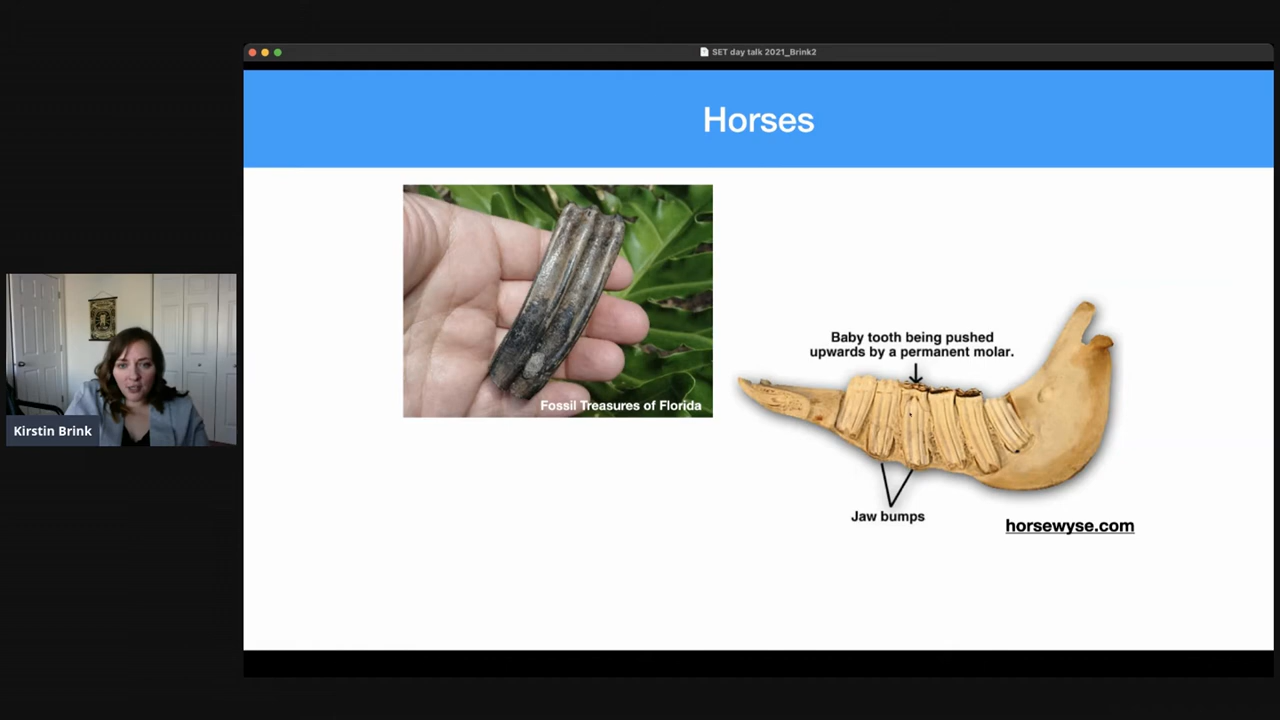 SET day talk 2021_Brink2
Horses
Fossil Treasures of Florida
Baby tooth being pushed
upwards by a permanent molar.
Jaw bumps
horsewyse.com
Kirstin Brink